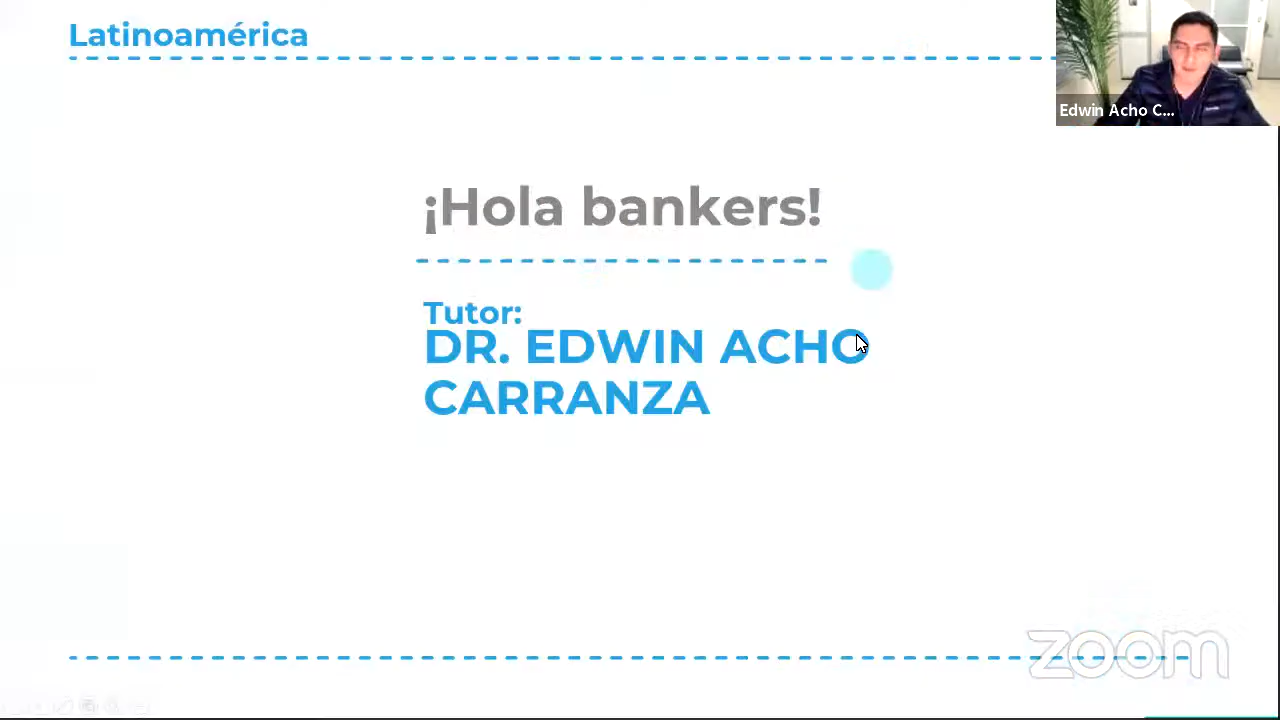 Latinoamérica
Edwin Acho C...
¡Hola bankers!
Tutor:
DR. EDWIN ACHO
CARRANZA
zoom